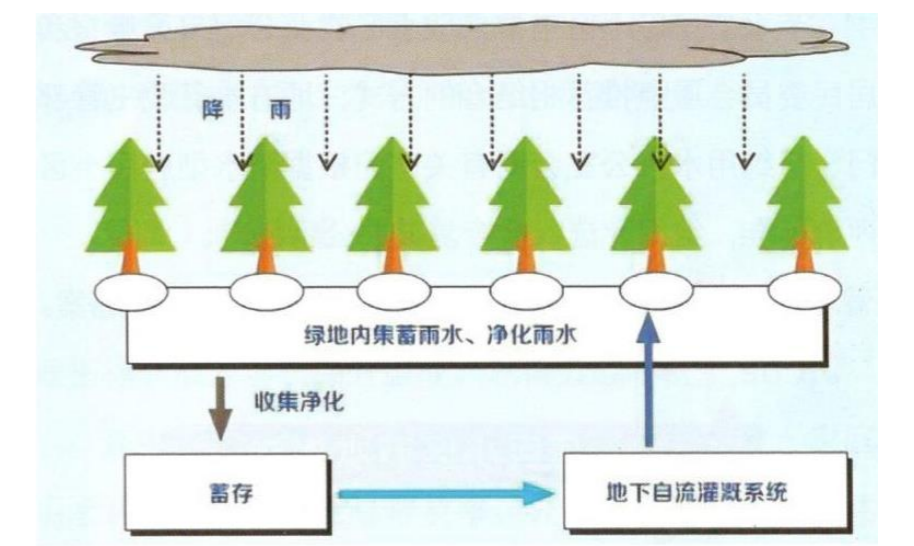 降 雨
绿地内集蓄雨水、净化雨水
收集净化
蓄存
地下自流灌溉系统